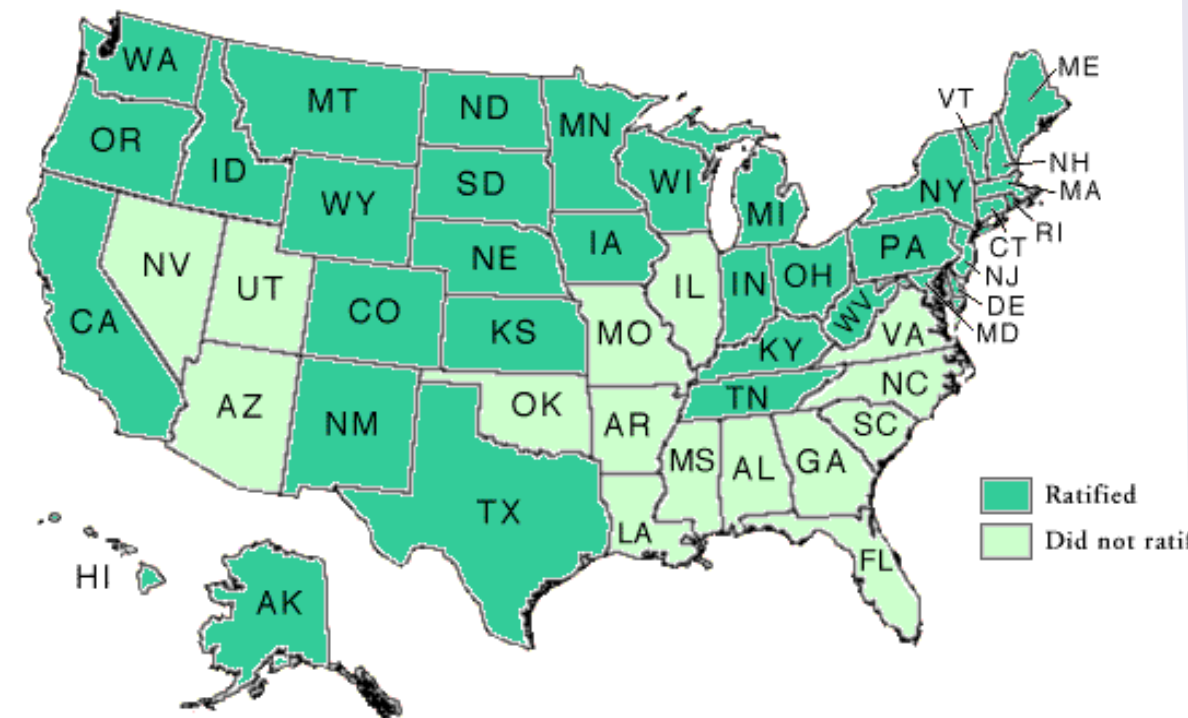 WA
MT
ND
MN
ME
VT
OR
ID
SD
WI
NH
WY
MI
NY
MA
RI
IA
PA
CT
NV
NE
UT
IL
IN
OH
NJ
CO
DE
CA
KS
MO
WV
VA
MD
KY
AZ
NM
OK
TN
NC
AR
SC
MS
AL
GA
TX
LA
Ratified
Did not ratif
FL
HI
AK